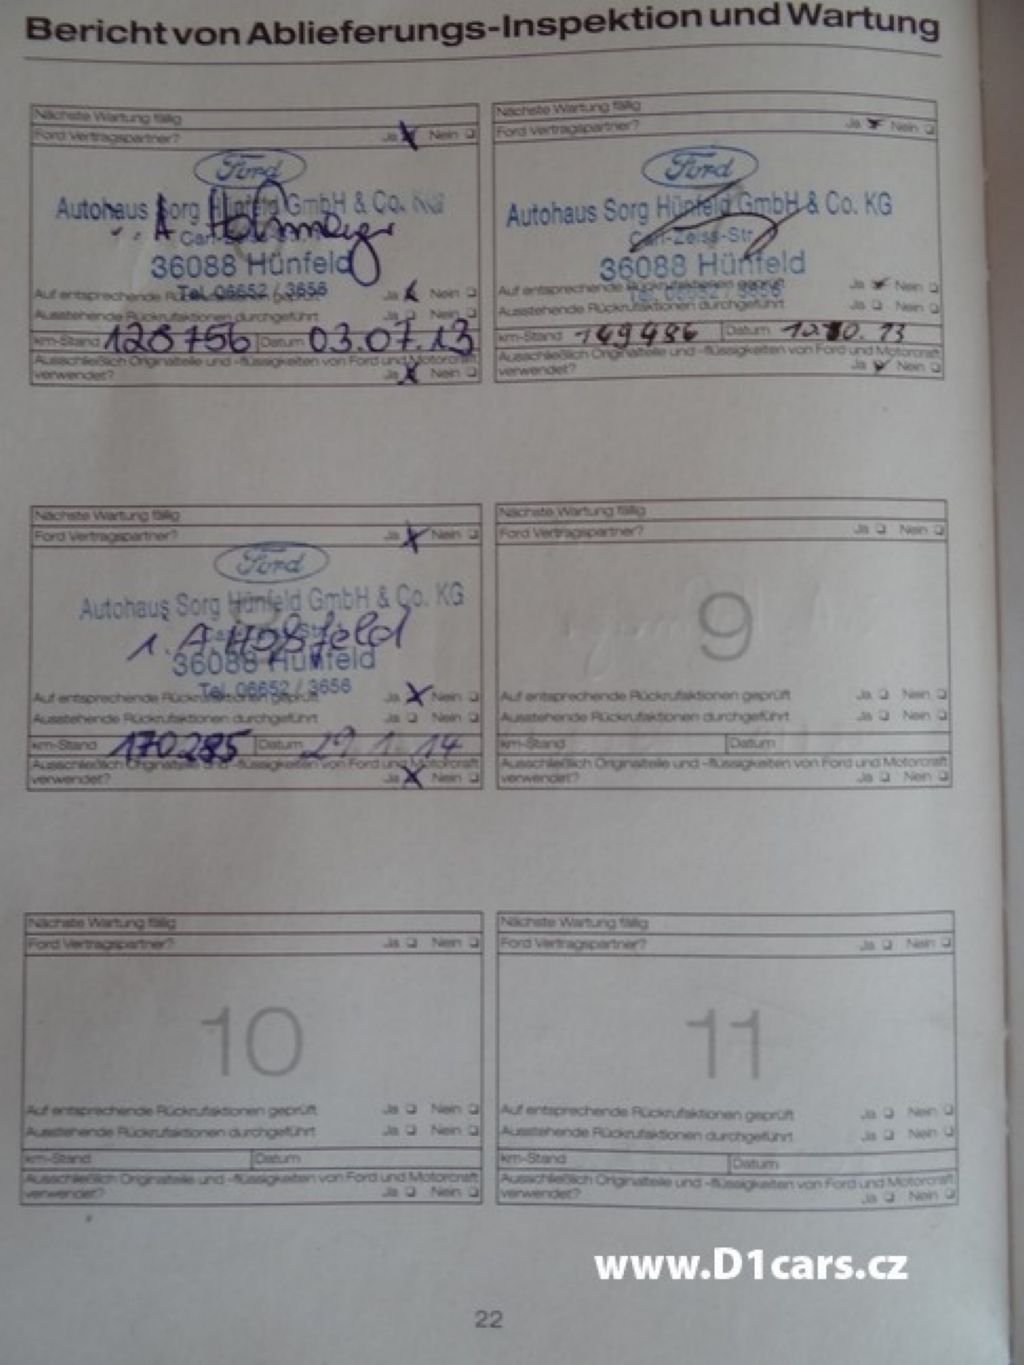 Bericht von Ablieferungs-Inspektion und Wartung
Nächste Wartung fällig
Ford Vertragspartner? Ja Nein
Ford
Autohaus Sorg Hünfeld GmbH & Co. KG
36088 Hünfeld
Tel. 06652 / 3656
Auf entsprechende Rückrufaktionen geprüft Ja Nein
Ausstehende Rückrufaktionen durchgeführt Ja Nein
km-Stand 128756 Datum 03.07.13
Ausschließlich Originalteile und -flüssigkeiten von Ford und Motorcraft
verwendet? Ja Nein
Nächste Wartung fällig
Ford Vertragspartner? Ja Nein
Ford
Autohaus Sorg Hünfeld GmbH & Co. KG
Carl-Zeiss-Str.
36088 Hünfeld
Tel. 06652 / 3656
Auf entsprechende Rückrufaktionen geprüft Ja Nein
Ausstehende Rückrufaktionen durchgeführt Ja Nein
km-Stand 149486 Datum
Ausschließlich Originalteile und -flüssigkeiten von Ford und Motorcraft
verwendet? Ja Nein
Nächste Wartung fällig
Ford Vertragspartner? Ja Nein
Ford
Autohaus Sorg Hünfeld GmbH & Co. KG
36088 Hünfeld
Tel. 06652 / 3656
Auf entsprechende Rückrufaktionen geprüft Ja Nein
Ausstehende Rückrufaktionen durchgeführt Ja Nein
km-Stand 170285 Datum 29.1.14
Ausschließlich Originalteile und -flüssigkeiten von Ford und Motorcraft
verwendet? Ja Nein
Nächste Wartung fällig
Ford Vertragspartner? Ja Nein
9
Auf entsprechende Rückrufaktionen geprüft Ja Nein
Ausstehende Rückrufaktionen durchgeführt Ja Nein
km-Stand Datum
Ausschließlich Originalteile und -flüssigkeiten von Ford und Motorcraft
verwendet? Ja Nein
Nächste Wartung fällig
Ford Vertragspartner? Ja Nein
10
Auf entsprechende Rückrufaktionen geprüft Ja Nein
Ausstehende Rückrufaktionen durchgeführt Ja Nein
km-Stand Datum
Ausschließlich Originalteile und -flüssigkeiten von Ford und Motorcraft
verwendet? Ja Nein
Nächste Wartung fällig
Ford Vertragspartner? Ja Nein
11
Auf entsprechende Rückrufaktionen geprüft Ja Nein
Ausstehende Rückrufaktionen durchgeführt Ja Nein
km-Stand Datum
Ausschließlich Originalteile und -flüssigkeiten von Ford und Motorcraft
verwendet? Ja Nein
www.D1cars.cz
22